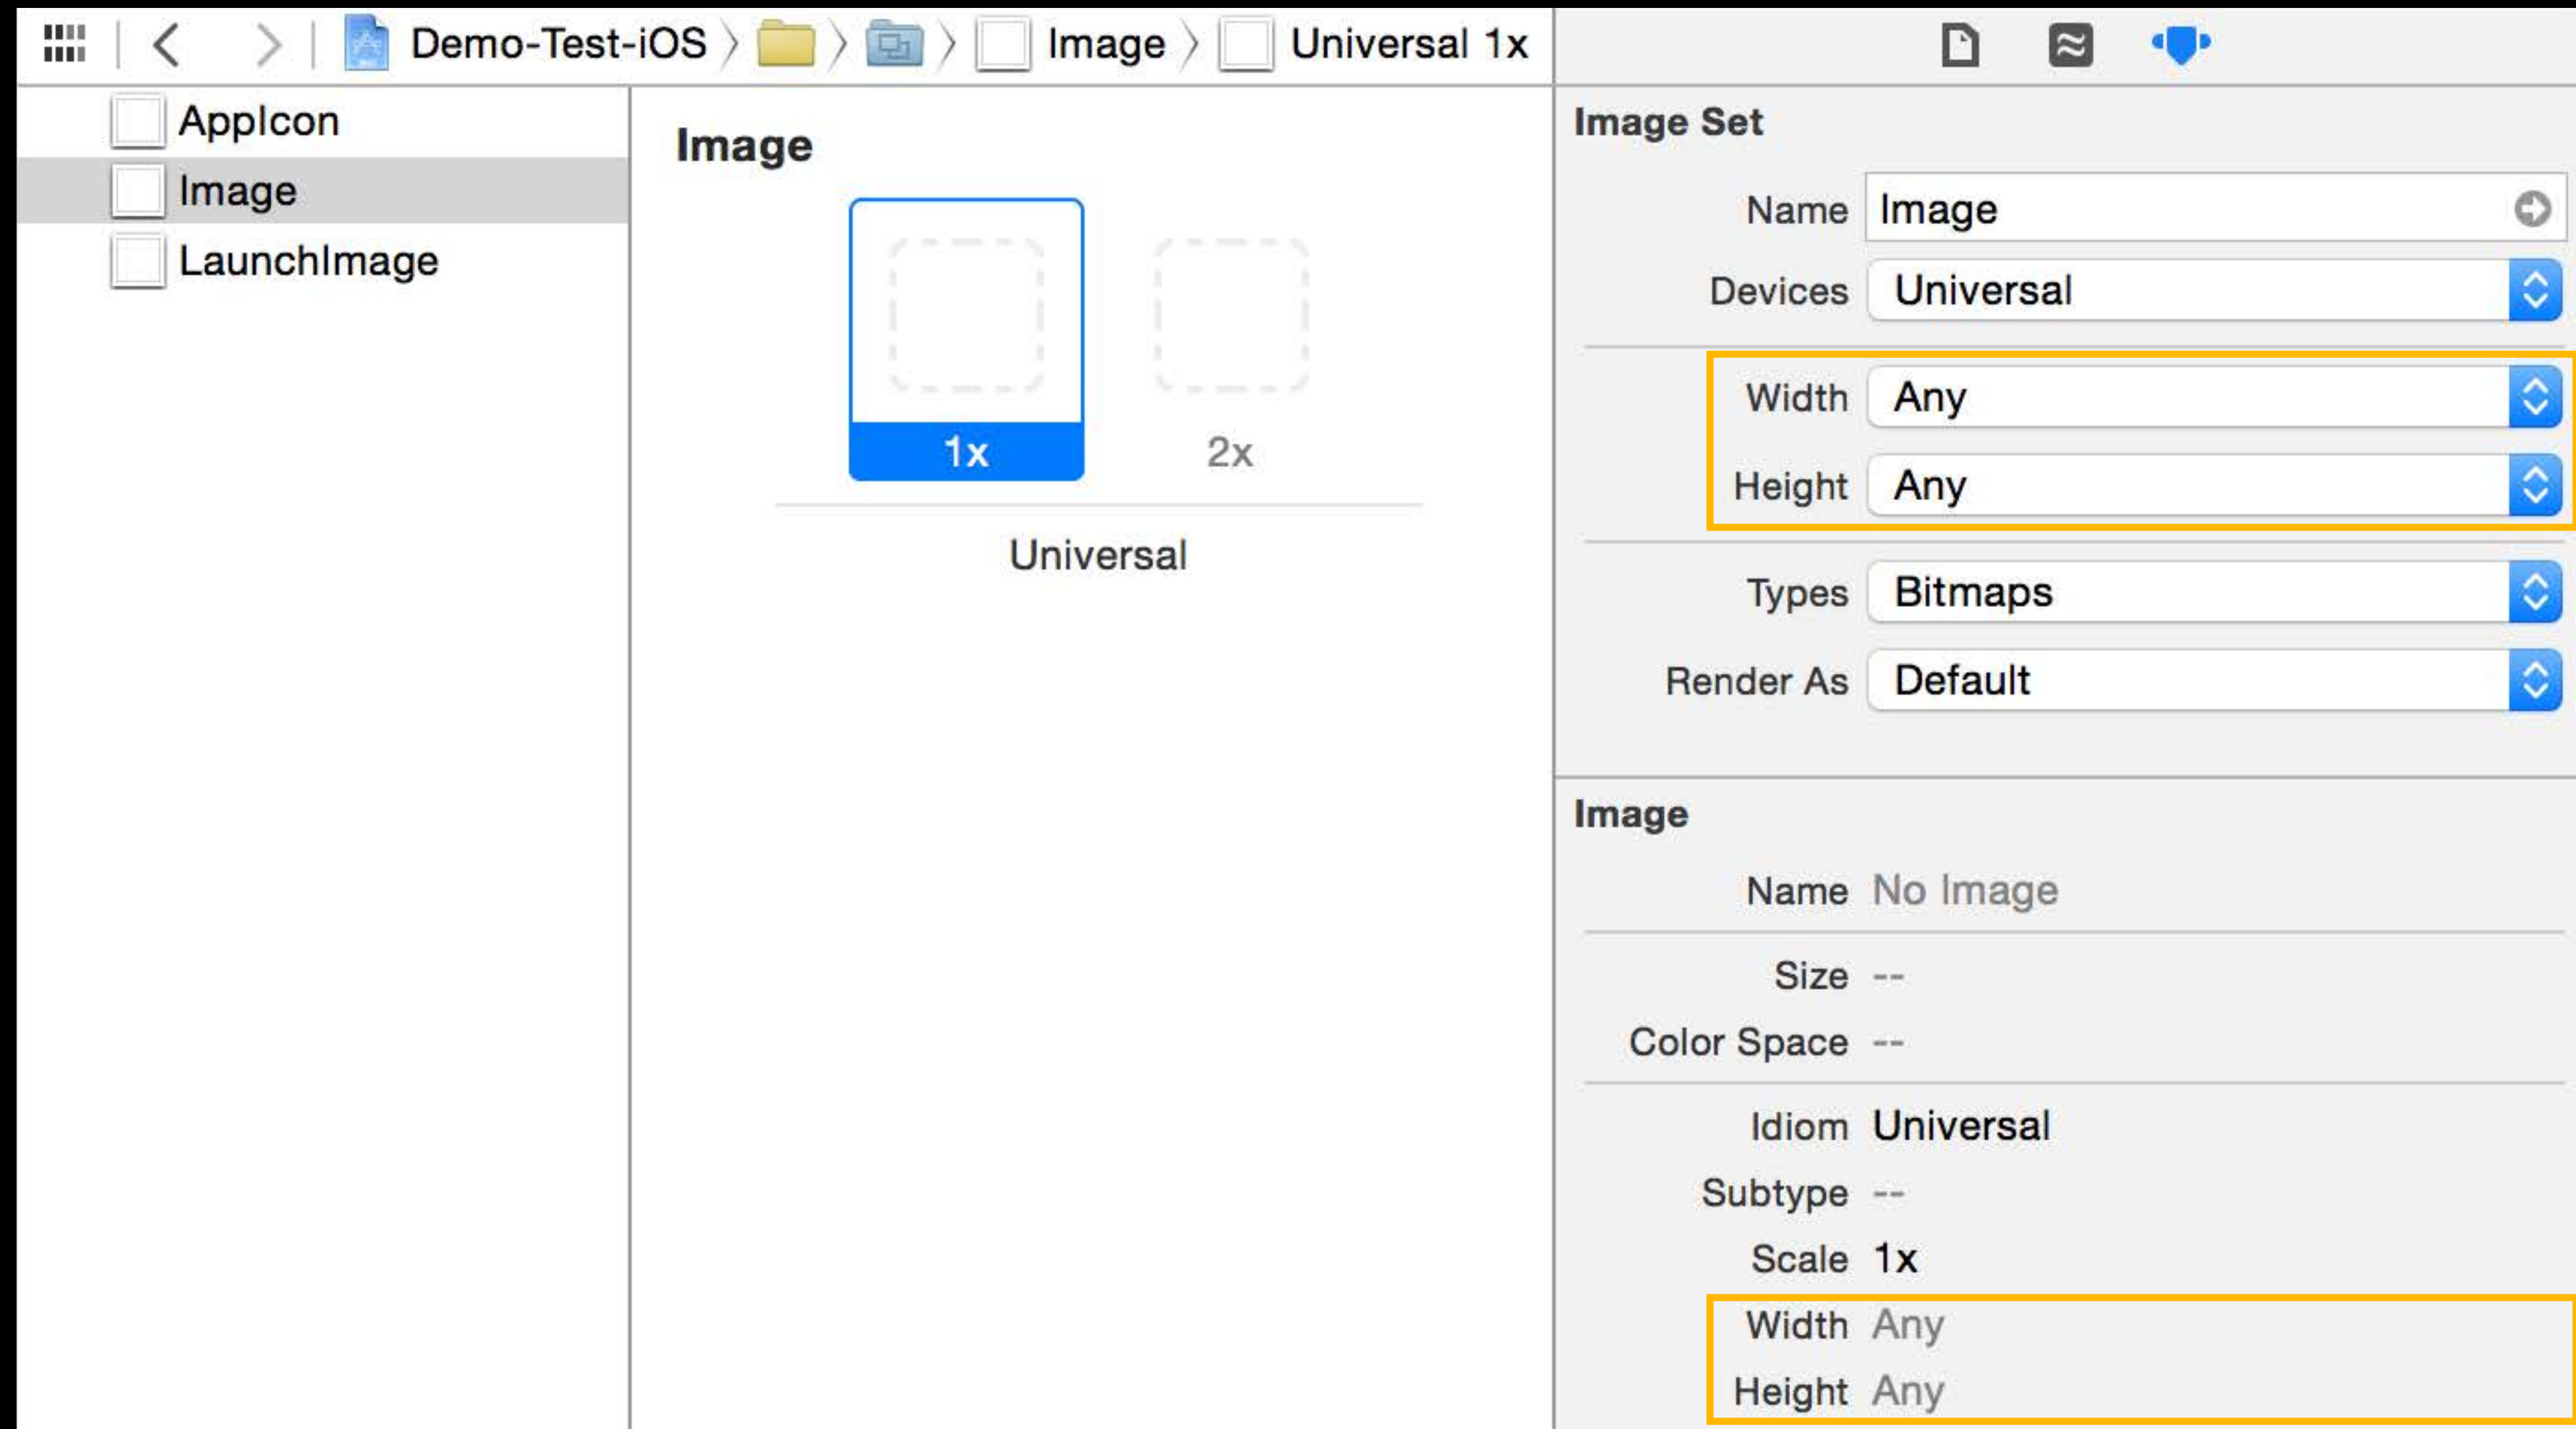 Demo-Test-iOS Image Universal 1x
AppIcon
Image
LaunchImage
Image
1x 2x
Universal
Image Set
Name Image
Devices Universal
Width Any
Height Any
Types Bitmaps
Render As Default
Image
Name No Image
Size --
Color Space --
Idiom Universal
Subtype --
Scale 1x
Width Any
Height Any